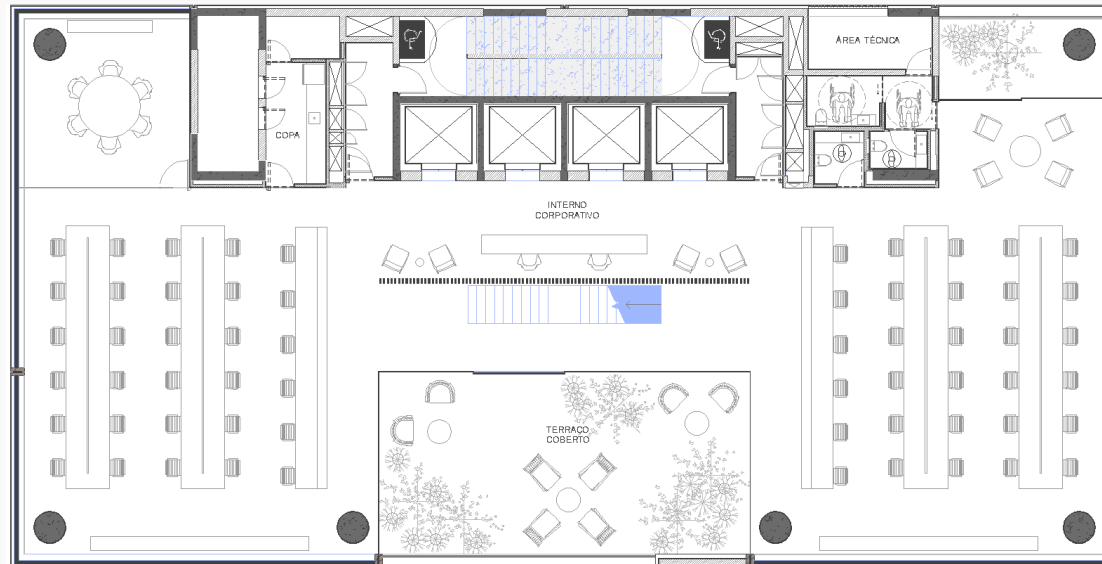 ÁREA TÉCNICA
COPA
INTERNO
CORPORATIVO
TERRAÇO
COBERTO